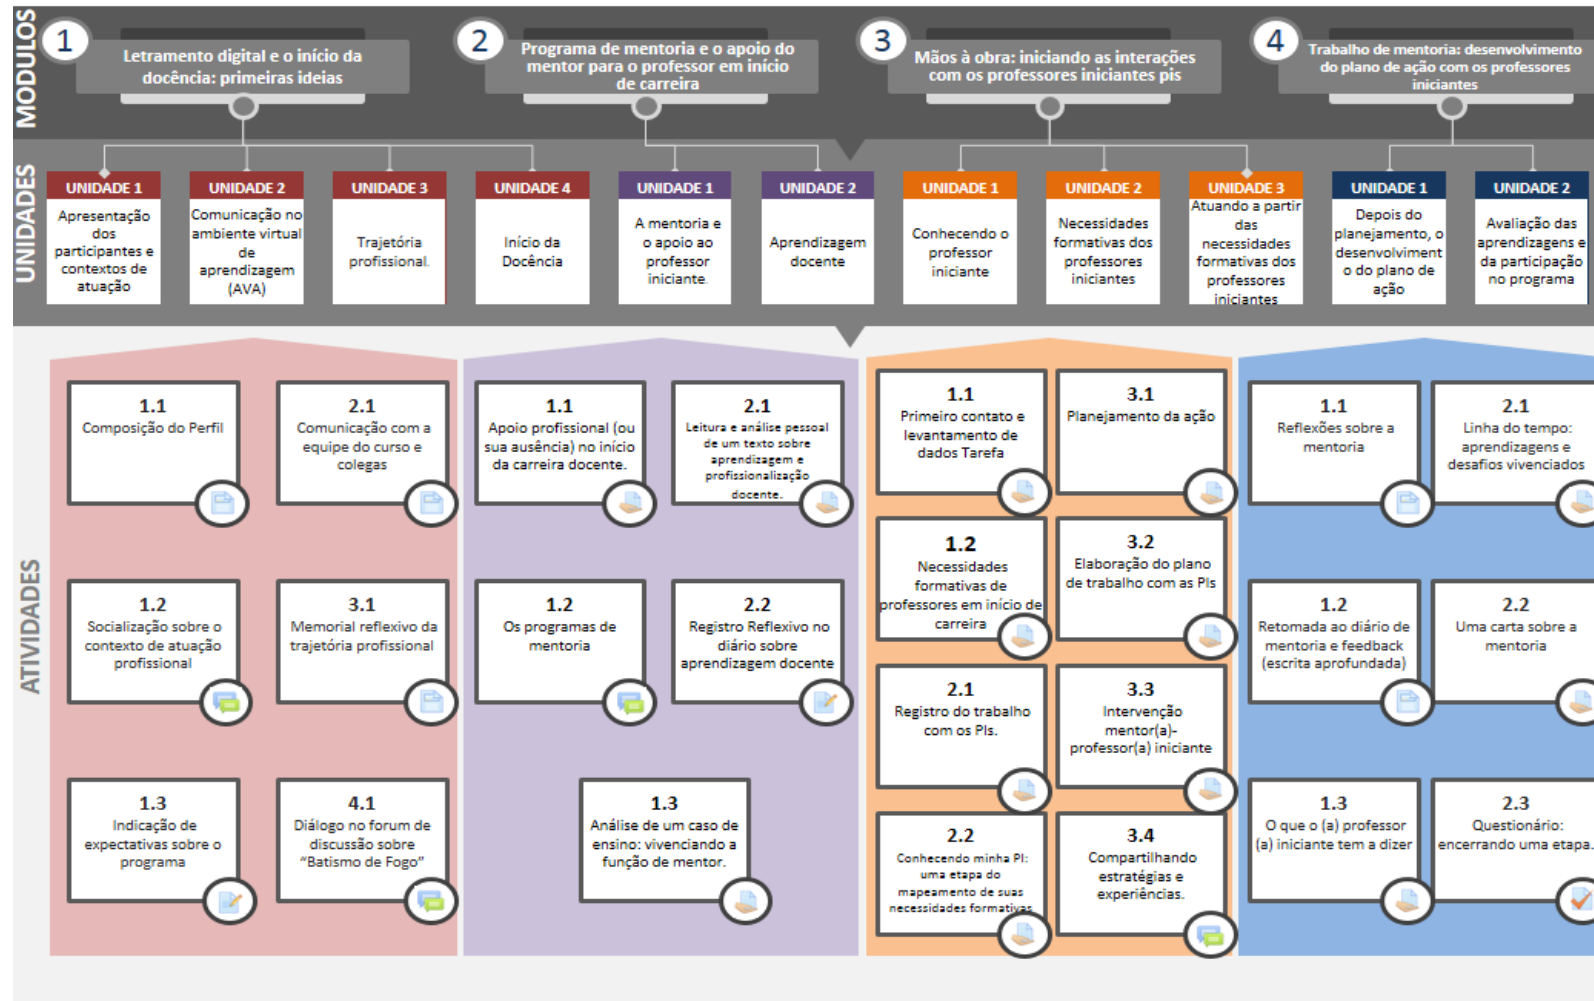 MODULOS
1
Letramento digital e o início da
docência: primeiras ideias
2
Programa de mentoria e o apoio do
mentor para o professor em início
de carreira
3
Mãos à obra: iniciando as interações
com os professores iniciantes pis
4
Trabalho de mentoria: desenvolvimento
do plano de ação com os professores
iniciantes
UNIDADES
UNIDADE 1
Apresentação
dos
participantes e
contextos de
atuação
UNIDADE 2
Comunicação no
ambiente virtual
de
aprendizagem
(AVA)
UNIDADE 3
Trajetória
profissional.
UNIDADE 4
Início da
Docência
UNIDADE 1
A mentoria e
o apoio ao
professor
iniciante.
UNIDADE 2
Aprendizagem
docente
UNIDADE 1
Conhecendo o
professor
iniciante
UNIDADE 2
Necessidades
formativas dos
professores
iniciantes
UNIDADE 3
Atuando a partir
das
necessidades
formativas dos
professores
iniciantes
UNIDADE 1
Depois do
planejamento, o
desenvolviment
o do plano de
ação
UNIDADE 2
Avaliação das
aprendizagens e
da participação
no programa
ATIVIDADES
1.1
Composição do Perfil
2.1
Comunicação com a
equipe do curso e
colegas
1.2
Socialização sobre o
contexto de atuação
profissional
3.1
Memorial reflexivo da
trajetória profissional
1.3
Indicação de
expectativas sobre o
programa
4.1
Diálogo no forum de
discussão sobre
“Batismo de Fogo”
1.1
Apoio profissional (ou
sua ausência) no início
da carreira docente.
2.1
Leitura e análise pessoal
de um texto sobre
aprendizagem e
profissionalização
docente.
1.2
Os programas de
mentoria
2.2
Registro Reflexivo no
diário sobre
aprendizagem docente
1.3
Análise de um caso de
ensino: vivenciando a
função de mentor.
1.1
Primeiro contato e
levantamento de
dados Tarefa
3.1
Planejamento da ação
1.2
Necessidades
formativas de
professores em início de
carreira
3.2
Elaboração do plano
de trabalho com as PIs
2.1
Registro do trabalho
com os PIs.
3.3
Intervenção
mentor(a)-
professor(a) iniciante
2.2
Conhecendo minha PI:
uma etapa do
mapeamento de suas
necessidades formativas
3.4
Compartilhando
estratégias e
experiências.
1.1
Reflexões sobre a
mentoria
2.1
Linha do tempo:
aprendizagens e
desafios vivenciados
1.2
Retomada ao diário de
mentoria e feedback
(escrita aprofundada)
2.2
Uma carta sobre a
mentoria
1.3
O que o (a) professor
(a) iniciante tem a dizer
2.3
Questionário:
encerrando uma etapa.